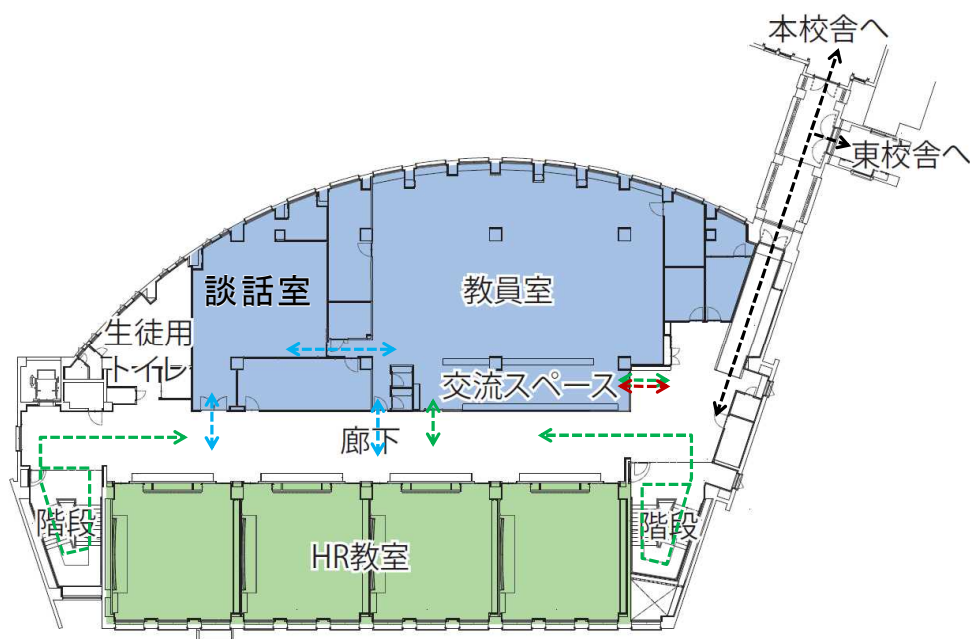 本校舎へ
東校舎へ
談話室
教員室
生徒用
トイレ
交流スペース
廊下
階段
階段
HR教室